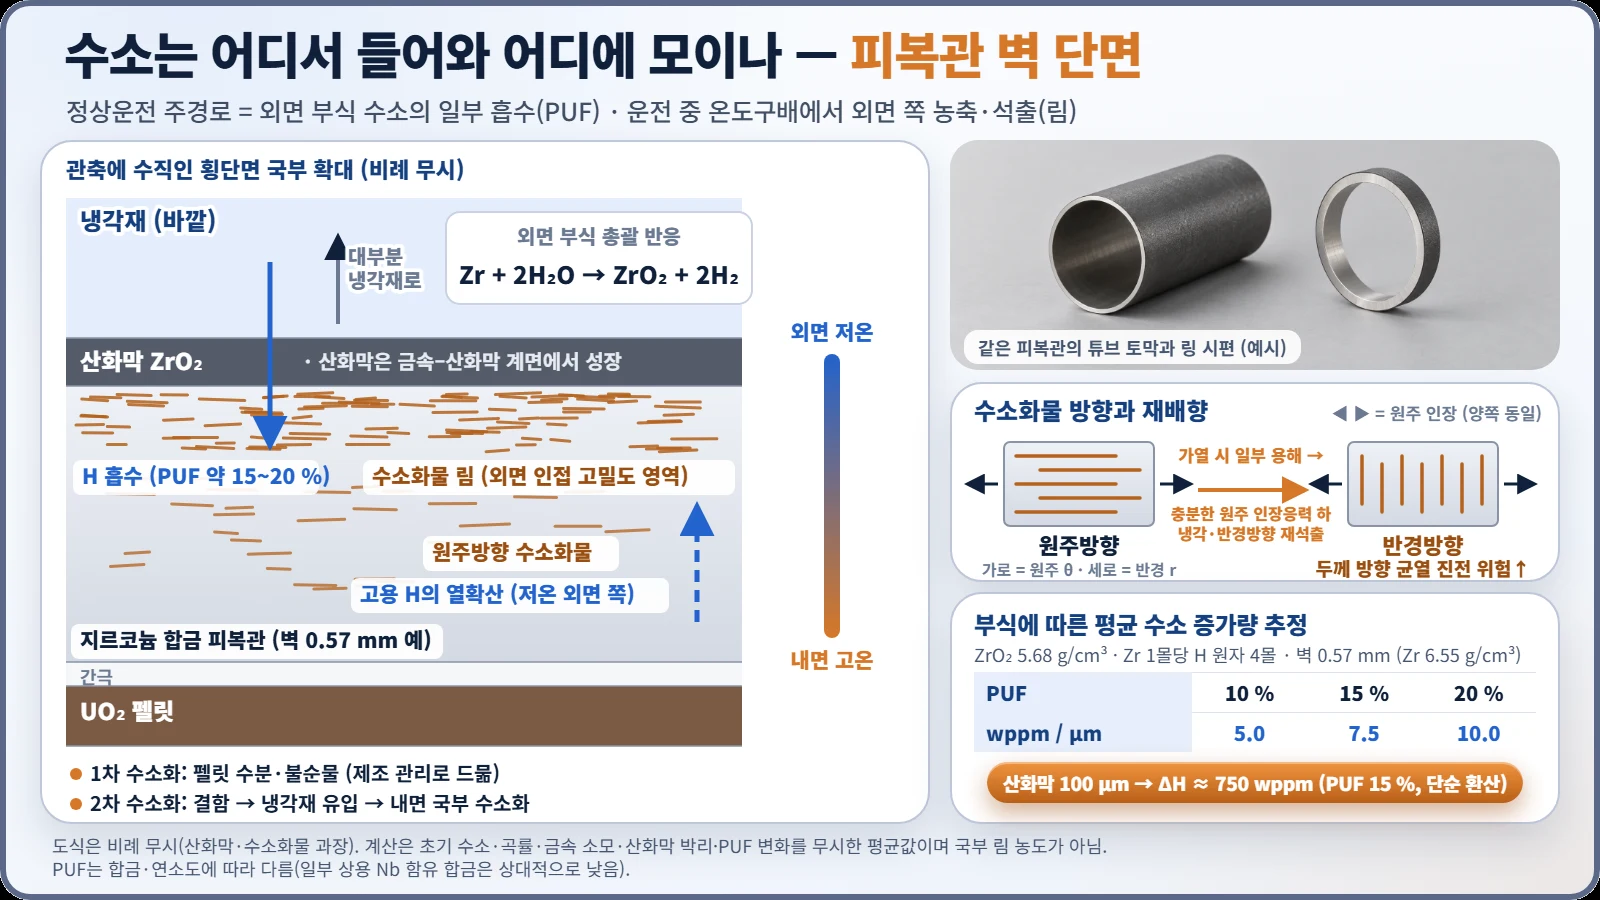 수소는 어디서 들어와 어디에 모이나 — 피복관 벽 단면
정상운전 주경로 = 외면 부식 수소의 일부 흡수(PUF) · 운전 중 온도구배에서 외면 쪽 농축·석출(림)
관축에 수직인 횡단면 국부 확대 (비례 무시)
냉각재 (바깥)
대부분
냉각재로
외면 부식 총괄 반응
Zr + 2H₂O → ZrO₂ + 2H₂
산화막 ZrO₂
· 산화막은 금속–산화막 계면에서 성장
H 흡수 (PUF 약 15~20 %)
수소화물 림 (외면 인접 고밀도 영역)
원주방향 수소화물
고용 H의 열확산 (저온 외면 쪽)
지르코늄 합금 피복관 (벽 0.57 mm 예)
간극
UO₂ 펠릿
외면 저온
내면 고온
1차 수소화: 펠릿 수분·불순물 (제조 관리로 드묾)
2차 수소화: 결함 → 냉각재 유입 → 내면 국부 수소화
같은 피복관의 튜브 토막과 링 시편 (예시)
수소화물 방향과 재배향
◀ ▶ = 원주 인장 (양쪽 동일)
가열 시 일부 용해 →
충분한 원주 인장응력 하
냉각·반경방향 재석출
원주방향
가로 = 원주 θ · 세로 = 반경 r
반경방향
두께 방향 균열 진전 위험↑
부식에 따른 평균 수소 증가량 추정
ZrO₂ 5.68 g/cm³ · Zr 1몰당 H 원자 4몰 · 벽 0.57 mm (Zr 6.55 g/cm³)
PUF 10 % 15 % 20 %
wppm / μm 5.0 7.5 10.0
산화막 100 μm → ΔH ≈ 750 wppm (PUF 15 %, 단순 환산)
도식은 비례 무시(산화막·수소화물 과장). 계산은 초기 수소·곡률·금속 소모·산화막 박리·PUF 변화를 무시한 평균값이며 국부 림 농도가 아님.
PUF는 합금·연소도에 따라 다름(일부 상용 Nb 함유 합금은 상대적으로 낮음).